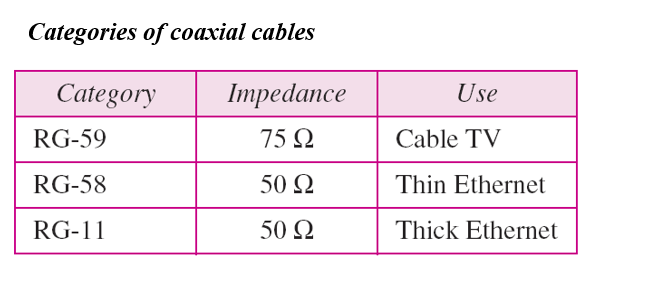 Categories of coaxial cables
Category Impedance Use
RG-59 75 Ω Cable TV
RG-58 50 Ω Thin Ethernet
RG-11 50 Ω Thick Ethernet